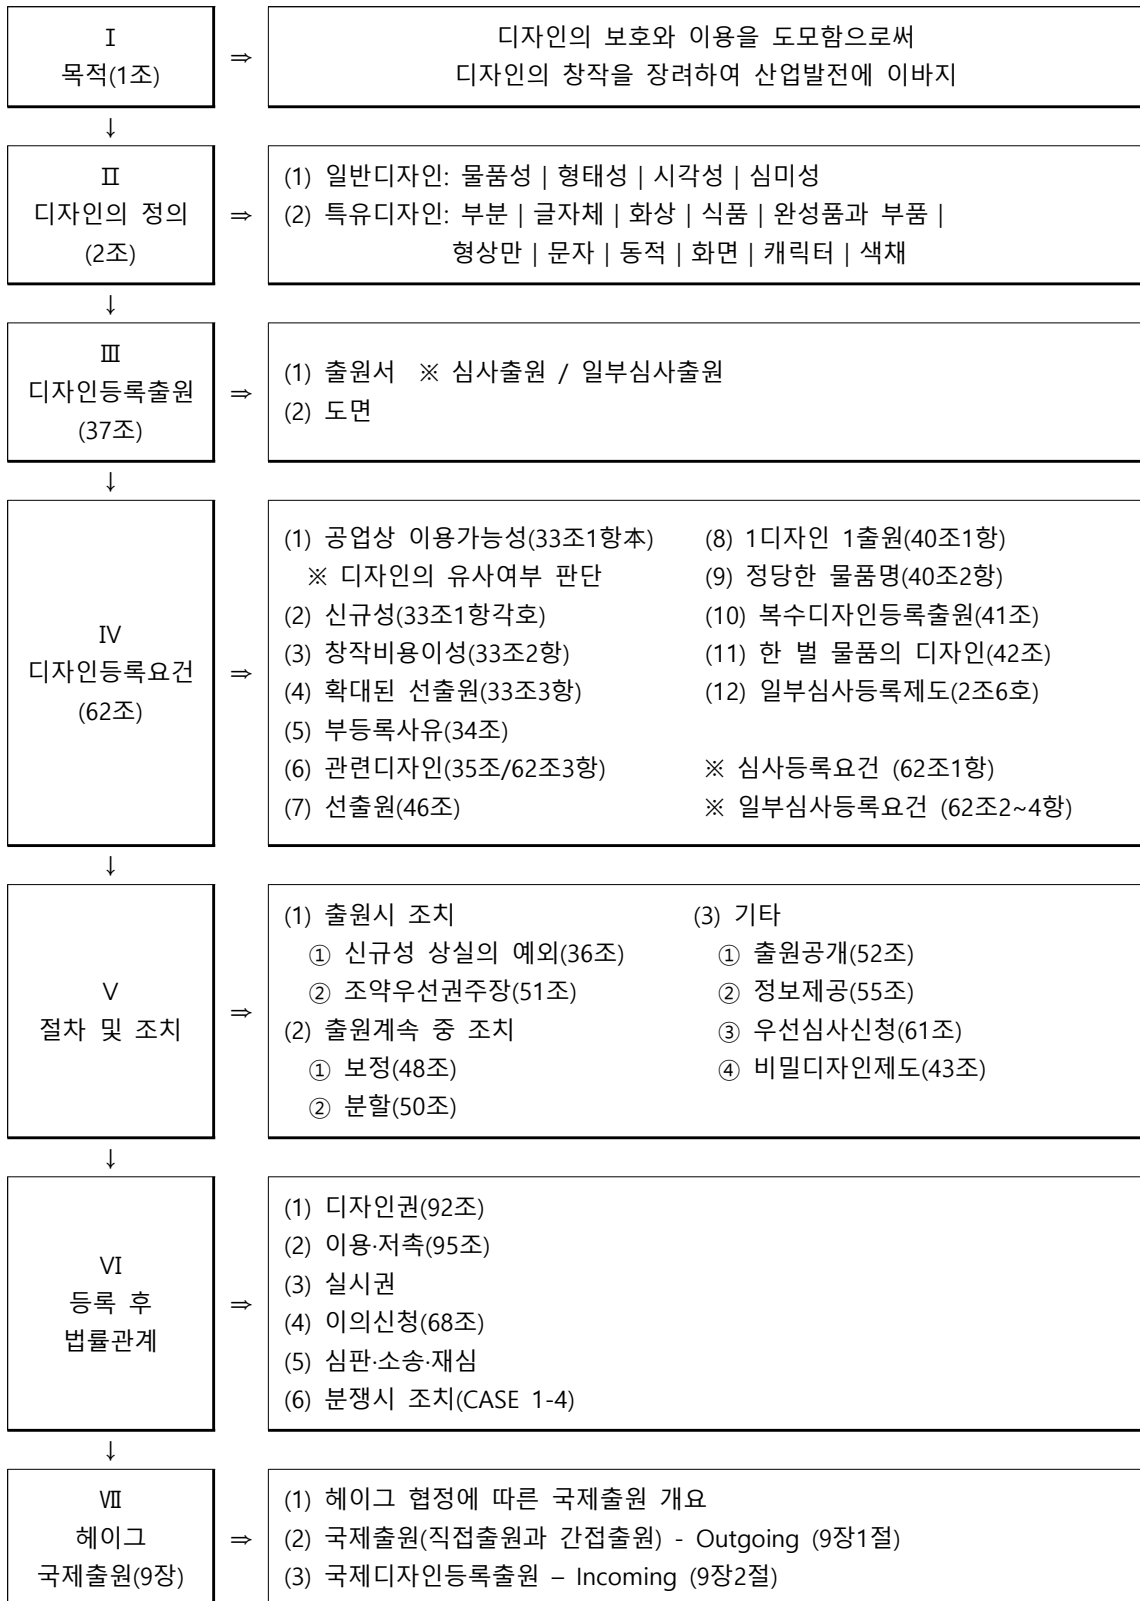 Ⅰ
목적(1조)
⇒
디자인의 보호와 이용을 도모함으로써
디자인의 창작을 장려하여 산업발전에 이바지
↓
Ⅱ
디자인의 정의
(2조)
⇒
(1) 일반디자인: 물품성 | 형태성 | 시각성 | 심미성
(2) 특유디자인: 부분 | 글자체 | 화상 | 식품 | 완성품과 부품 |
형상만 | 문자 | 동적 | 화면 | 캐릭터 | 색채
↓
Ⅲ
디자인등록출원
(37조)
⇒
(1) 출원서 ※ 심사출원 / 일부심사출원
(2) 도면
↓
Ⅳ
디자인등록요건
(62조)
⇒
(1) 공업상 이용가능성(33조1항本)
※ 디자인의 유사여부 판단
(2) 신규성(33조1항각호)
(3) 창작비용이성(33조2항)
(4) 확대된 선출원(33조3항)
(5) 부등록사유(34조)
(6) 관련디자인(35조/62조3항)
(7) 선출원(46조)
(8) 1디자인 1출원(40조1항)
(9) 정당한 물품명(40조2항)
(10) 복수디자인등록출원(41조)
(11) 한 벌 물품의 디자인(42조)
(12) 일부심사등록제도(2조6호)
※ 심사등록요건 (62조1항)
※ 일부심사등록요건 (62조2~4항)
↓
Ⅴ
절차 및 조치
⇒
(1) 출원시 조치
① 신규성 상실의 예외(36조)
② 조약우선권주장(51조)
(2) 출원계속 중 조치
① 보정(48조)
② 분할(50조)
(3) 기타
① 출원공개(52조)
② 정보제공(55조)
③ 우선심사신청(61조)
④ 비밀디자인제도(43조)
↓
Ⅵ
등록 후
법률관계
⇒
(1) 디자인권(92조)
(2) 이용·저촉(95조)
(3) 실시권
(4) 이의신청(68조)
(5) 심판·소송·재심
(6) 분쟁시 조치(CASE 1-4)
↓
Ⅶ
헤이그
국제출원(9장)
⇒
(1) 헤이그 협정에 따른 국제출원 개요
(2) 국제출원(직접출원과 간접출원) - Outgoing (9장1절)
(3) 국제디자인등록출원 – Incoming (9장2절)